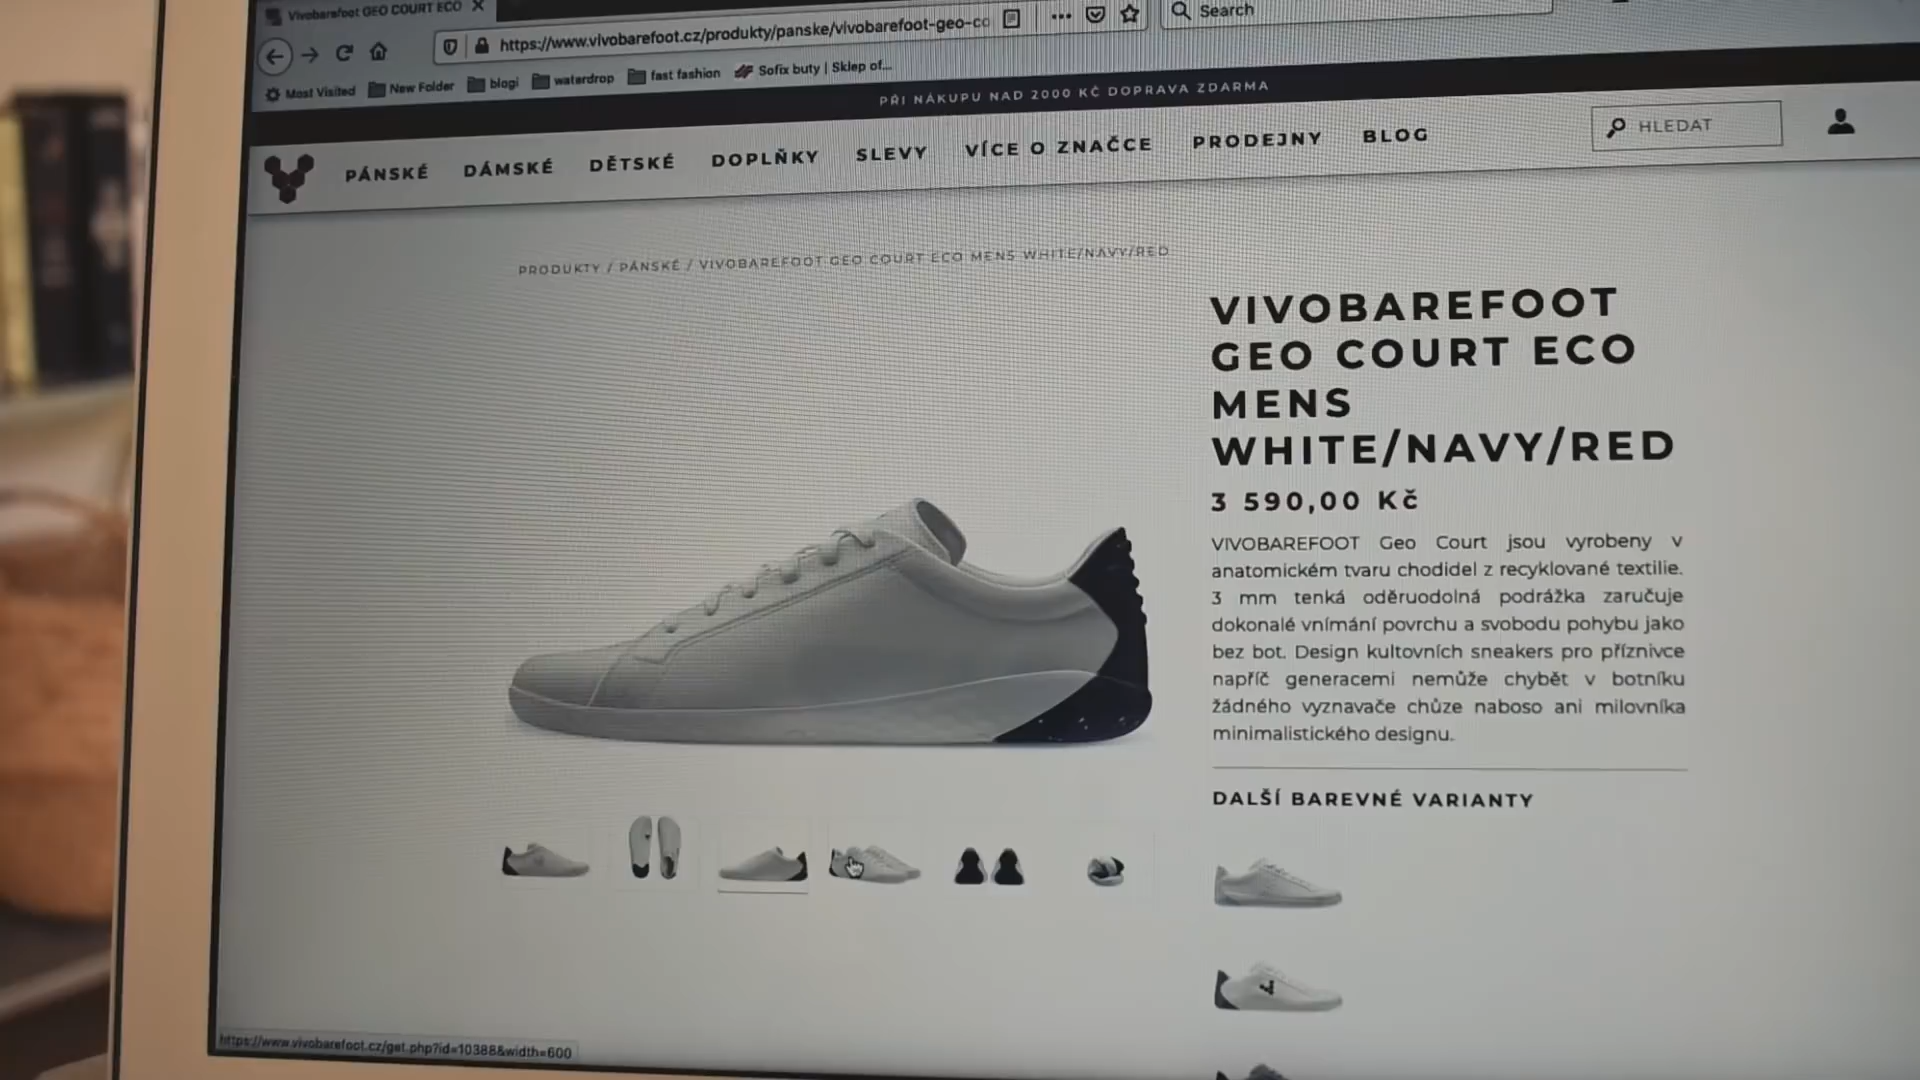 Vivobarefoot GEO COURT ECO
https://www.vivobarefoot.cz/produkty/panske/vivobarefoot-geo-co
Search
Most Visited
New Folder
blogi
waterdrop
fast fashion
Sofix buty | Sklep of...
PŘI NÁKUPU NAD 2000 KČ DOPRAVA ZDARMA
PÁNSKÉ
DÁMSKÉ
DĚTSKÉ
DOPLŇKY
SLEVY
VÍCE O ZNAČCE
PRODEJNY
BLOG
HLEDAT
PRODUKTY / PÁNSKÉ / VIVOBAREFOOT GEO COURT ECO MENS WHITE/NAVY/RED
VIVOBAREFOOT
GEO COURT ECO
MENS
WHITE/NAVY/RED
3 590,00 Kč
VIVOBAREFOOT Geo Court jsou vyrobeny v
anatomickém tvaru chodidel z recyklované textilie.
3 mm tenká oděruodolná podrážka zaručuje
dokonalé vnímání povrchu a svobodu pohybu jako
bez bot. Design kultovních sneakers pro příznivce
napříč generacemi nemůže chybět v botníku
žádného vyznavače chůze naboso ani milovníka
minimalistického designu.
DALŠÍ BAREVNÉ VARIANTY
https://www.vivobarefoot.cz/get.php?id=10388&width=600